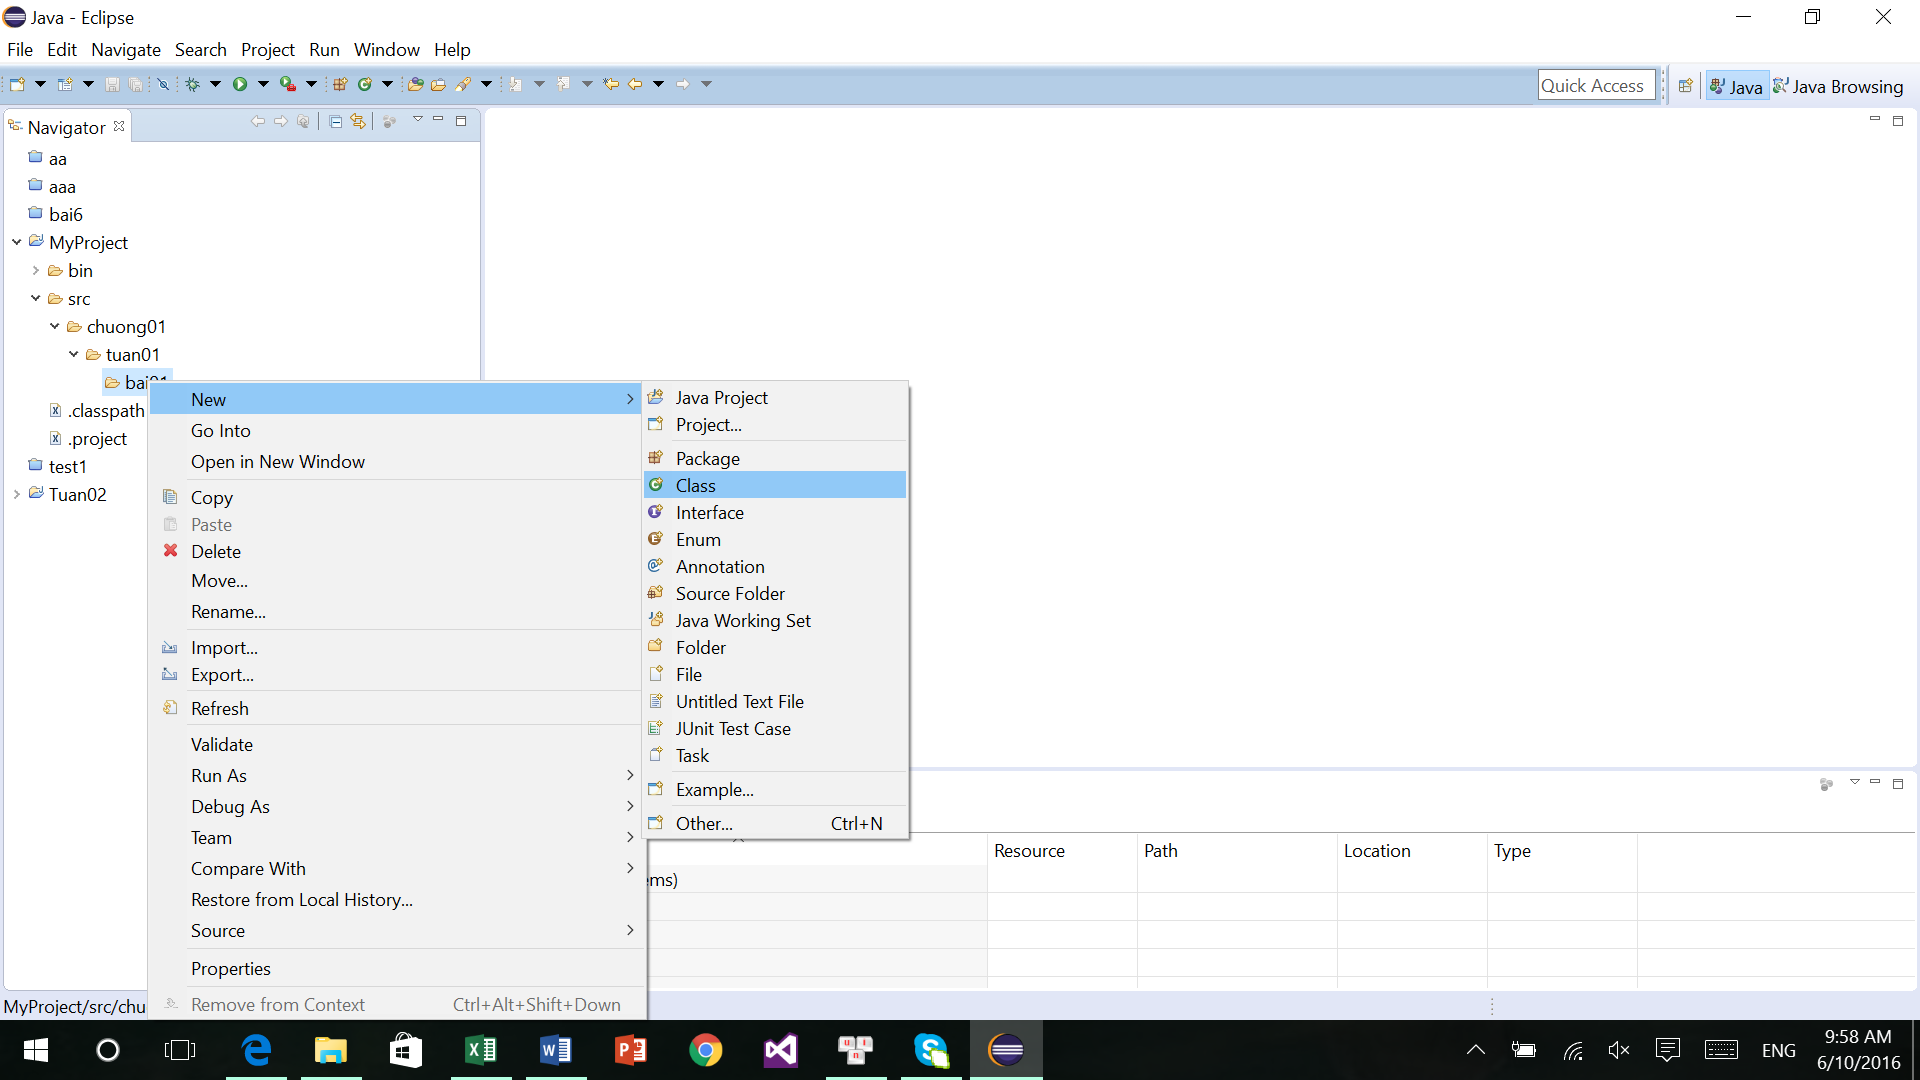 Java - Eclipse
File Edit Navigate Search Project Run Window Help
Quick Access
Java
Java Browsing
Navigator
aa
aaa
bai6
MyProject
bin
src
chuong01
tuan01
bai01
.classpath
.project
test1
Tuan02
New
Go Into
Open in New Window
Copy
Paste
Delete
Move...
Rename...
Import...
Export...
Refresh
Validate
Run As
Debug As
Team
Compare With
Restore from Local History...
Source
Properties
Remove from Context Ctrl+Alt+Shift+Down
Java Project
Project...
Package
Class
Interface
Enum
Annotation
Source Folder
Java Working Set
Folder
File
Untitled Text File
JUnit Test Case
Task
Example...
Other... Ctrl+N
Resource Path Location Type
ems)
MyProject/src/chu
ENG
9:58 AM
6/10/2016